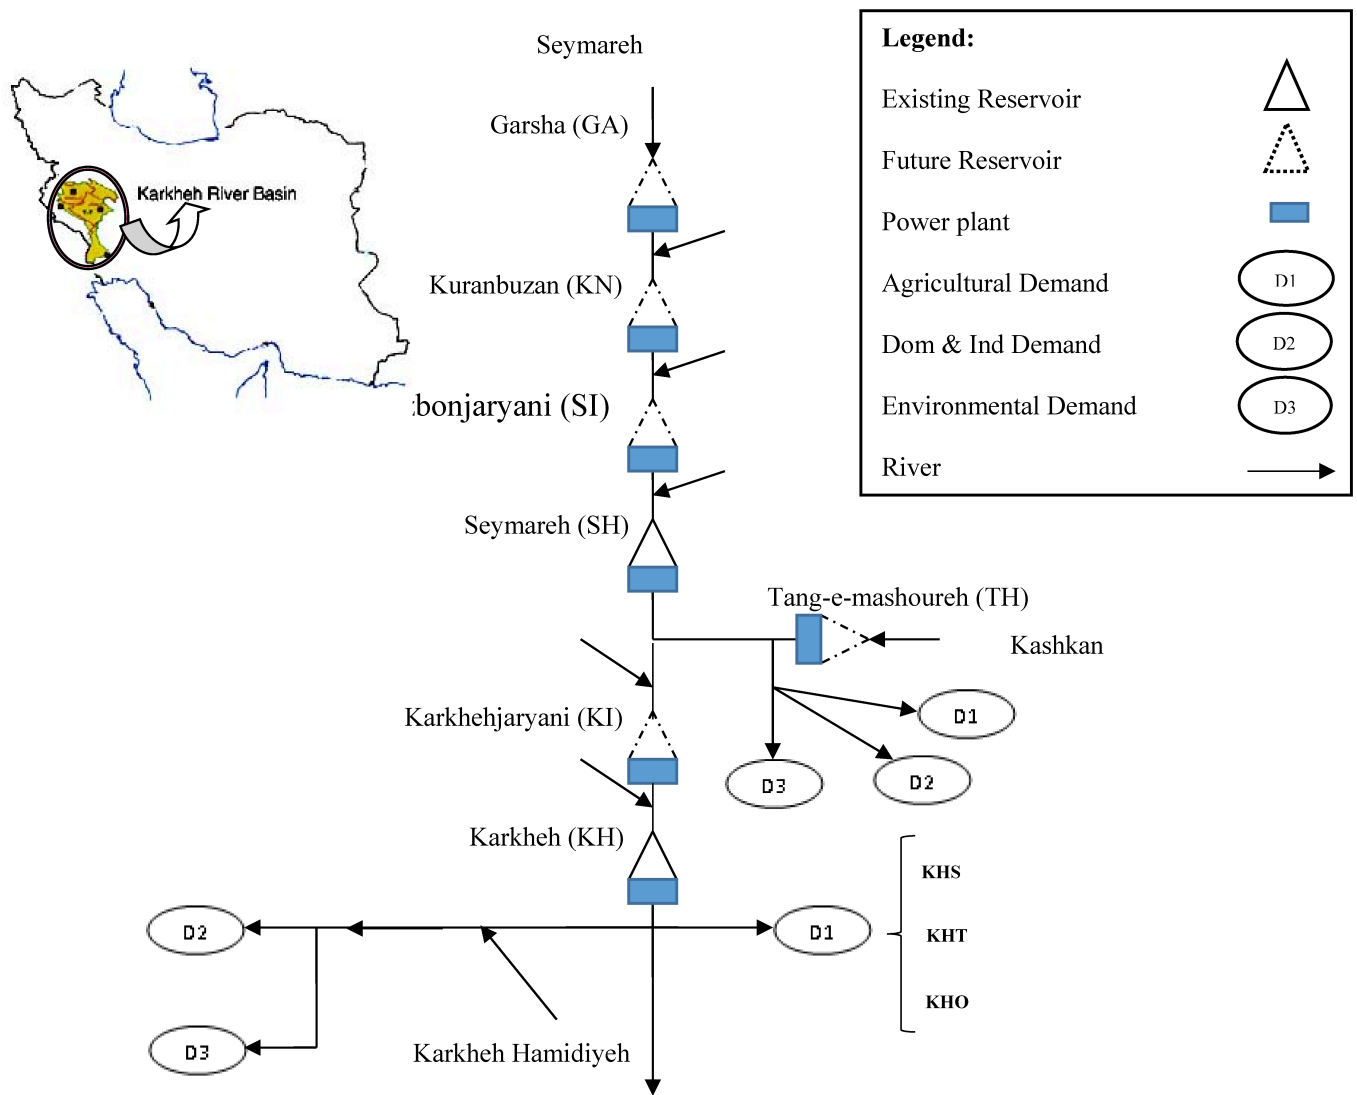 Seymareh
Garsha (GA)
Karkheh River Basin
Kuranbuzan (KN)
zbonjaryani (SI)
Seymareh (SH)
Tang-e-mashoureh (TH)
Kashkan
D1
Karkhehjaryani (KI)
D3
D2
Karkheh (KH)
KHS
D2
D1
KHT
KHO
D3
Karkheh Hamidiyeh
Legend:
Existing Reservoir
Future Reservoir
Power plant
Agricultural Demand
D1
Dom & Ind Demand
D2
Environmental Demand
D3
River